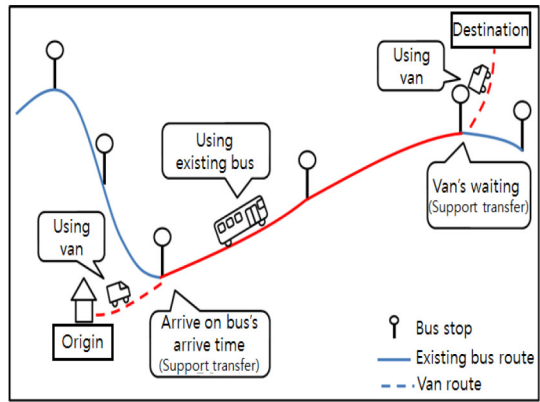 Destination
Using
van
Using
existing bus
Van's waiting
(Support transfer)
Using
van
Origin
Arrive on bus's
arrive time
(Support transfer)
Bus stop
Existing bus route
Van route